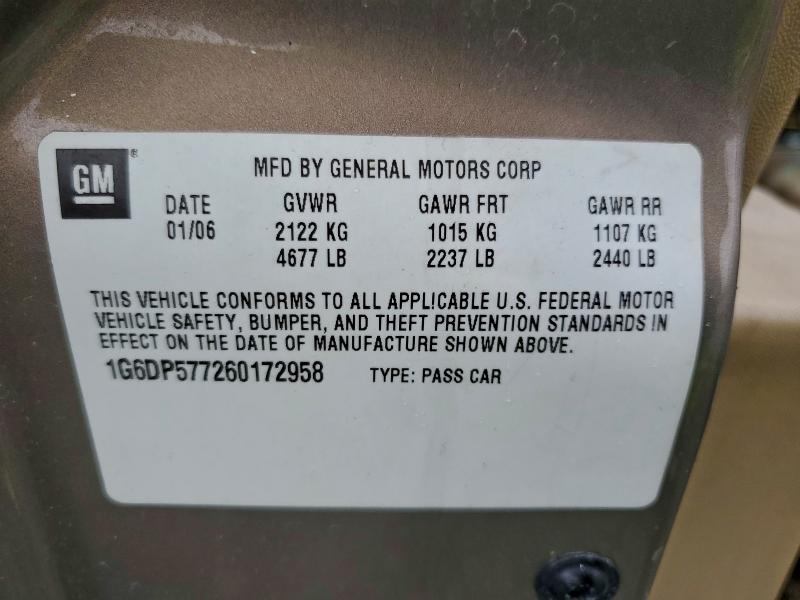 GM
MFD BY GENERAL MOTORS CORP
DATE GVWR GAWR FRT GAWR RR
01/06 2122 KG 1015 KG 1107 KG
4677 LB 2237 LB 2440 LB
THIS VEHICLE CONFORMS TO ALL APPLICABLE U.S. FEDERAL MOTOR
VEHICLE SAFETY, BUMPER, AND THEFT PREVENTION STANDARDS IN
EFFECT ON THE DATE OF MANUFACTURE SHOWN ABOVE.
1G6DP577260172958 TYPE: PASS CAR